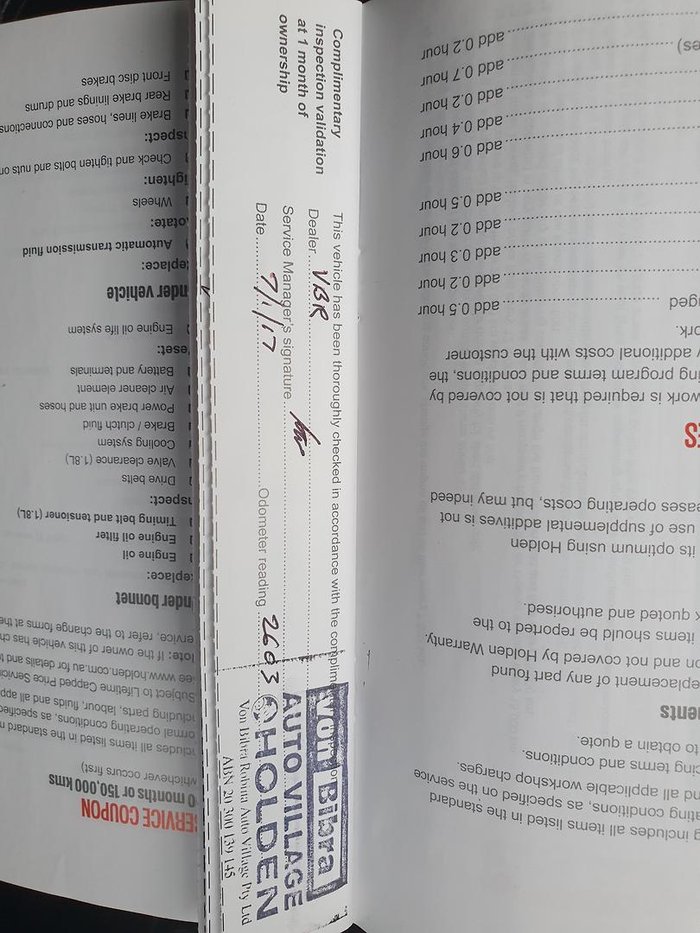 Complimentary
inspection validation
at 1 month of
ownership
This vehicle has been thoroughly checked in accordance with the
Dealer VBR
Service Manager's signature
Date 7/1/17 Odometer reading 2603
Von Bibra
AUTO VILLAGE
HOLDEN
Von Bibra Robina Auto Village Pty Ltd
ABN 20 300 139 145
g includes all items listed in the standard
ating conditions, as specified on the service
nd all applicable workshop charges.
cing terms and conditions.
to obtain a quote.
ments
eplacement of any part found
on and not covered by Holden Warranty.
items should be reported to the
k quoted and authorised.
its optimum using Holden
use of supplemental additives is not
eases operating costs, but may indeed
ES
work is required that is not covered by
ing program terms and conditions, the
y additional costs with the customer
ork.
nged add 0.5 hour
add 0.2 hour
add 0.3 hour
add 0.2 hour
add 0.5 hour
add 0.6 hour
add 0.4 hour
add 0.2 hour
add 0.7 hour
es) add 0.2 hour
SERVICE COUPON
0 months or 150,000 kms
whichever occurs first)
ncludes all items listed in the standard
ormal operating conditions, as specified
ncluding parts, labour, fluids and all
Subject to Lifetime Capped Price Service
see www.holden.com.au for details and
Note: If the owner of this vehicle has
service, refer to the change forms at the
nder bonnet
eplace:
Engine oil
Engine oil filter
Timing belt and tensioner (1.8L)
nspect:
Drive belts
Valve clearance (1.8L)
Cooling system
Brake / clutch fluid
Power brake unit and hoses
Air cleaner element
Battery and terminals
eset:
Engine oil life system
nder vehicle
eplace:
Automatic transmission fluid
otate:
Wheels
ighten:
Check and tighten bolts and nuts on
nspect:
Brake lines, hoses and connections
Rear brake linings and drums
Front disc brakes